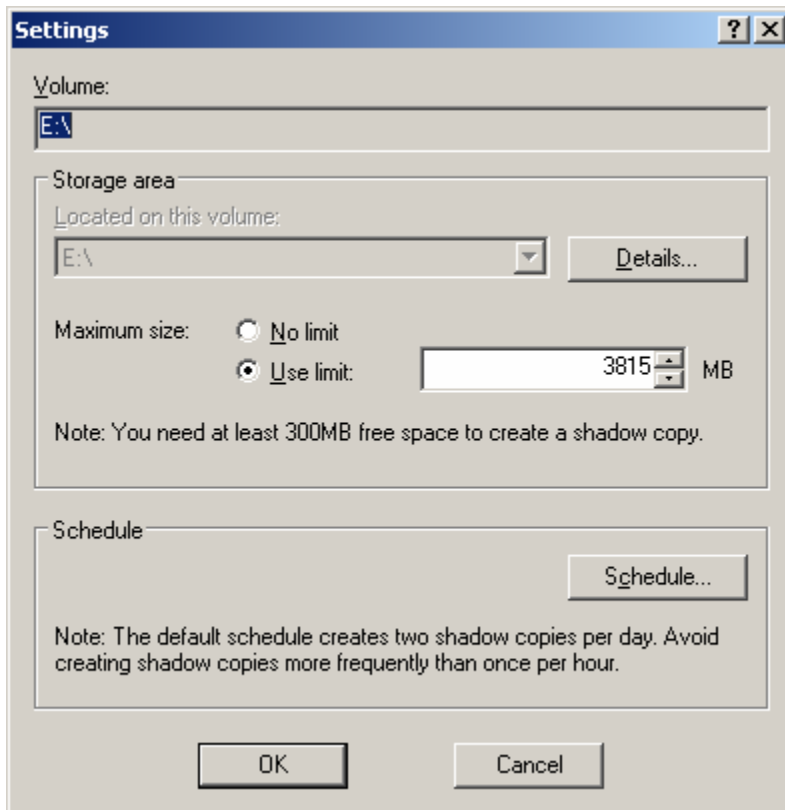 Settings
Volume:
E:\
Storage area
Located on this volume:
E:\
Details...
Maximum size:
No limit
Use limit:
3815
MB
Note: You need at least 300MB free space to create a shadow copy.
Schedule
Schedule...
Note: The default schedule creates two shadow copies per day. Avoid
creating shadow copies more frequently than once per hour.
OK
Cancel